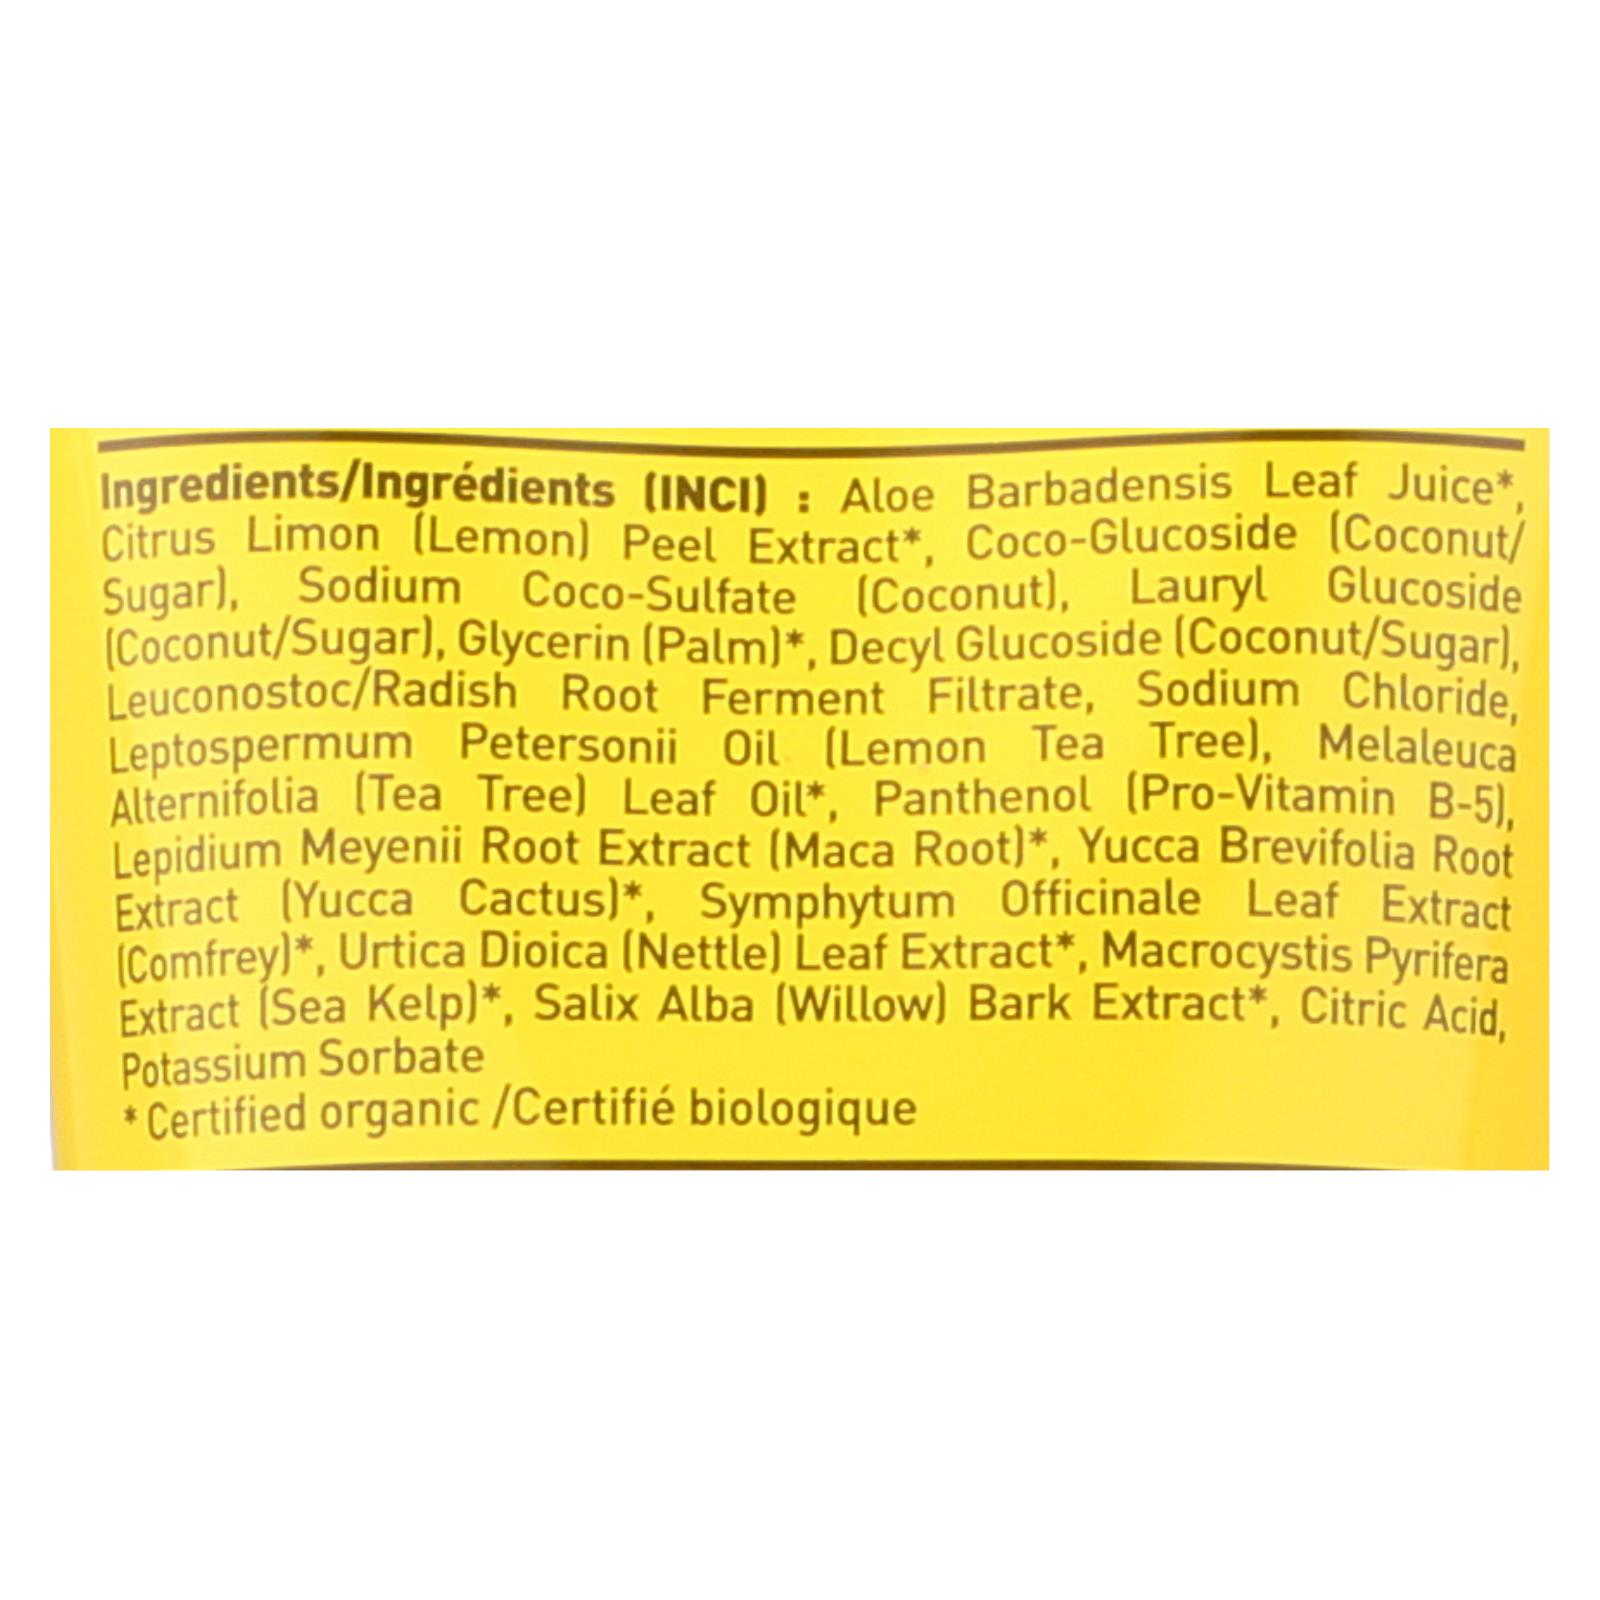 Ingredients/Ingrédients (INCI) : Aloe Barbadensis Leaf Juice*,
Citrus Limon (Lemon) Peel Extract*, Coco-Glucoside (Coconut/
Sugar), Sodium Coco-Sulfate (Coconut), Lauryl Glucoside
(Coconut/Sugar), Glycerin (Palm)*, Decyl Glucoside (Coconut/Sugar),
Leuconostoc/Radish Root Ferment Filtrate, Sodium Chloride,
Leptospermum Petersonii Oil (Lemon Tea Tree), Melaleuca
Alternifolia (Tea Tree) Leaf Oil*, Panthenol (Pro-Vitamin B-5),
Lepidium Meyenii Root Extract (Maca Root)*, Yucca Brevifolia Root
Extract (Yucca Cactus)*, Symphytum Officinale Leaf Extract
(Comfrey)*, Urtica Dioica (Nettle) Leaf Extract*, Macrocystis Pyrifera
Extract (Sea Kelp)*, Salix Alba (Willow) Bark Extract*, Citric Acid,
Potassium Sorbate
* Certified organic /Certifié biologique